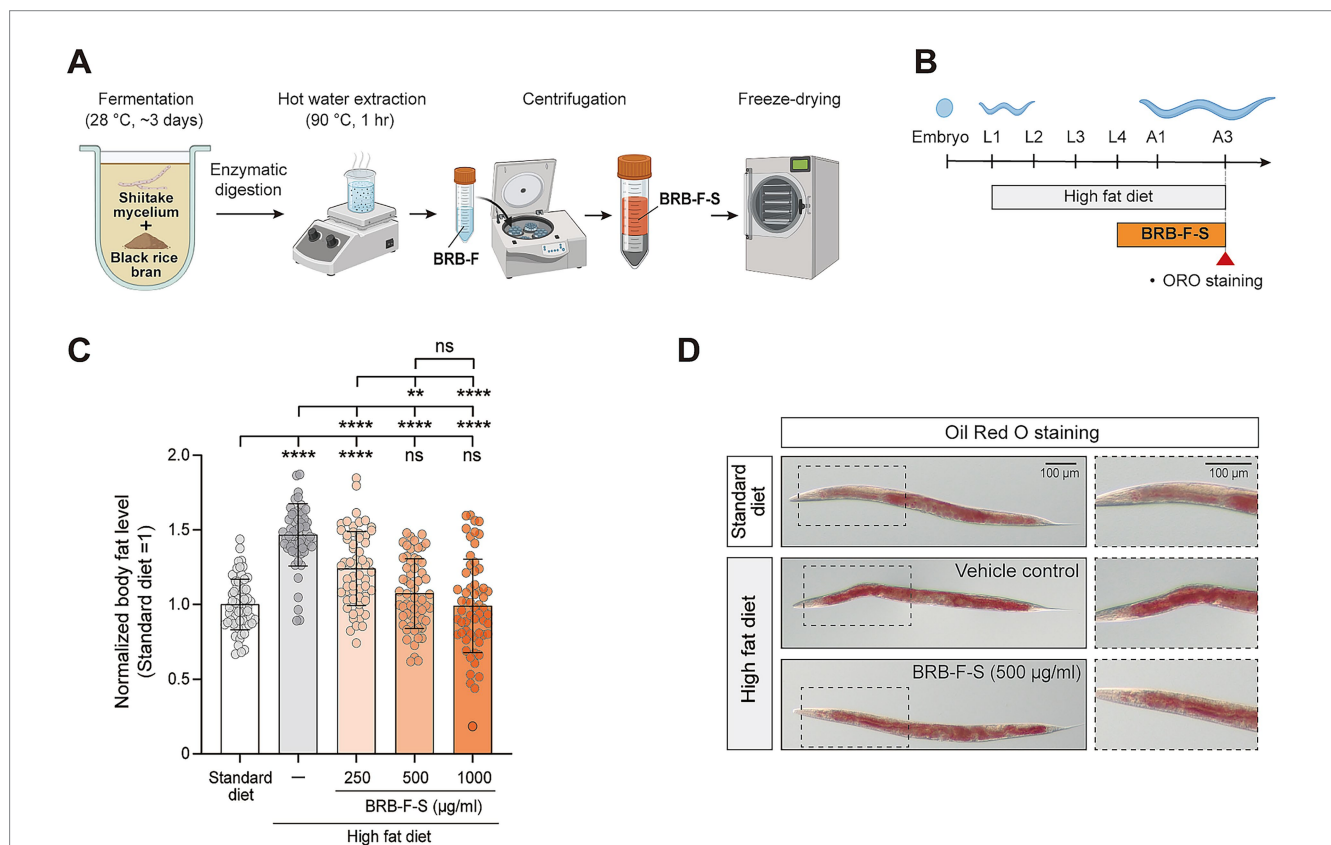 A
Fermentation
(28 °C, ~3 days)
Shiitake
mycelium
+
Black rice
bran
Enzymatic
digestion
Hot water extraction
(90 °C, 1 hr)
BRB-F
Centrifugation
BRB-F-S
Freeze-drying
B
Embryo L1 L2 L3 L4 A1 A3
High fat diet
BRB-F-S
• ORO staining
C
ns
** ****
**** **** ****
**** **** ns ns
Normalized body fat level
(Standard diet =1)
2.0
1.5
1.0
0.5
0
Standard
diet
— 250 500 1000
BRB-F-S (µg/ml)
High fat diet
D
Oil Red O staining
Standard
diet
100 µm
100 µm
High fat diet
Vehicle control
BRB-F-S (500 µg/ml)